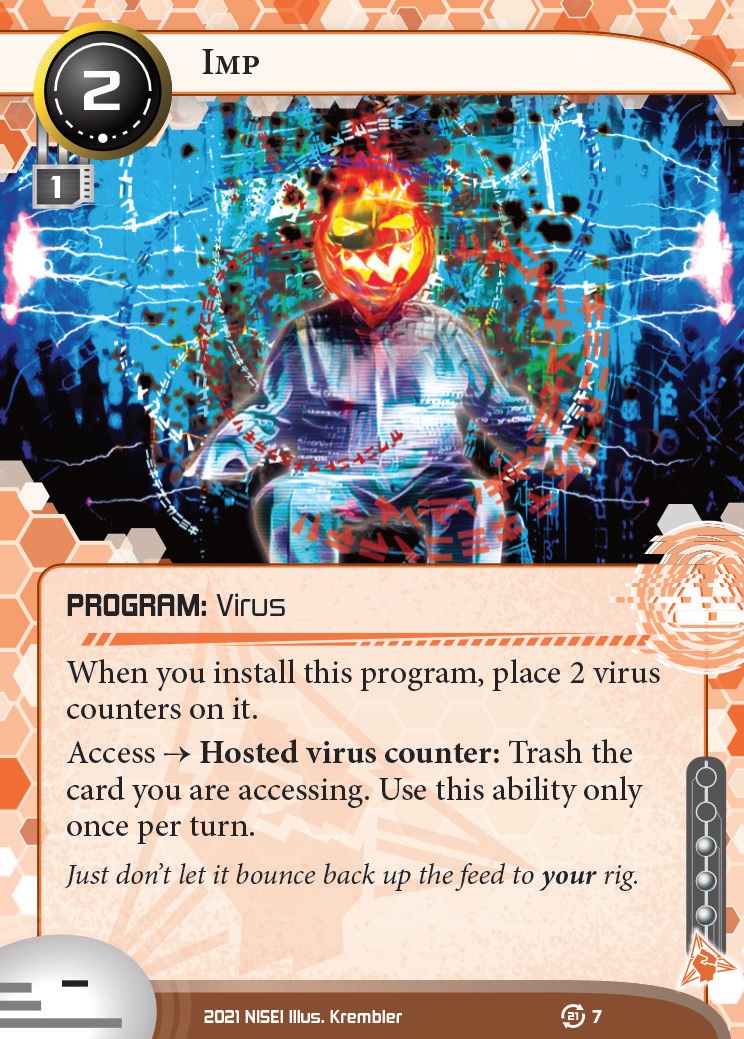 2
IMP
1
PROGRAM: Virus
When you install this program, place 2 virus
counters on it.
Access → Hosted virus counter: Trash the
card you are accessing. Use this ability only
once per turn.
Just don't let it bounce back up the feed to your rig.
–
2021 NISEI Illus. Krembler
21 7